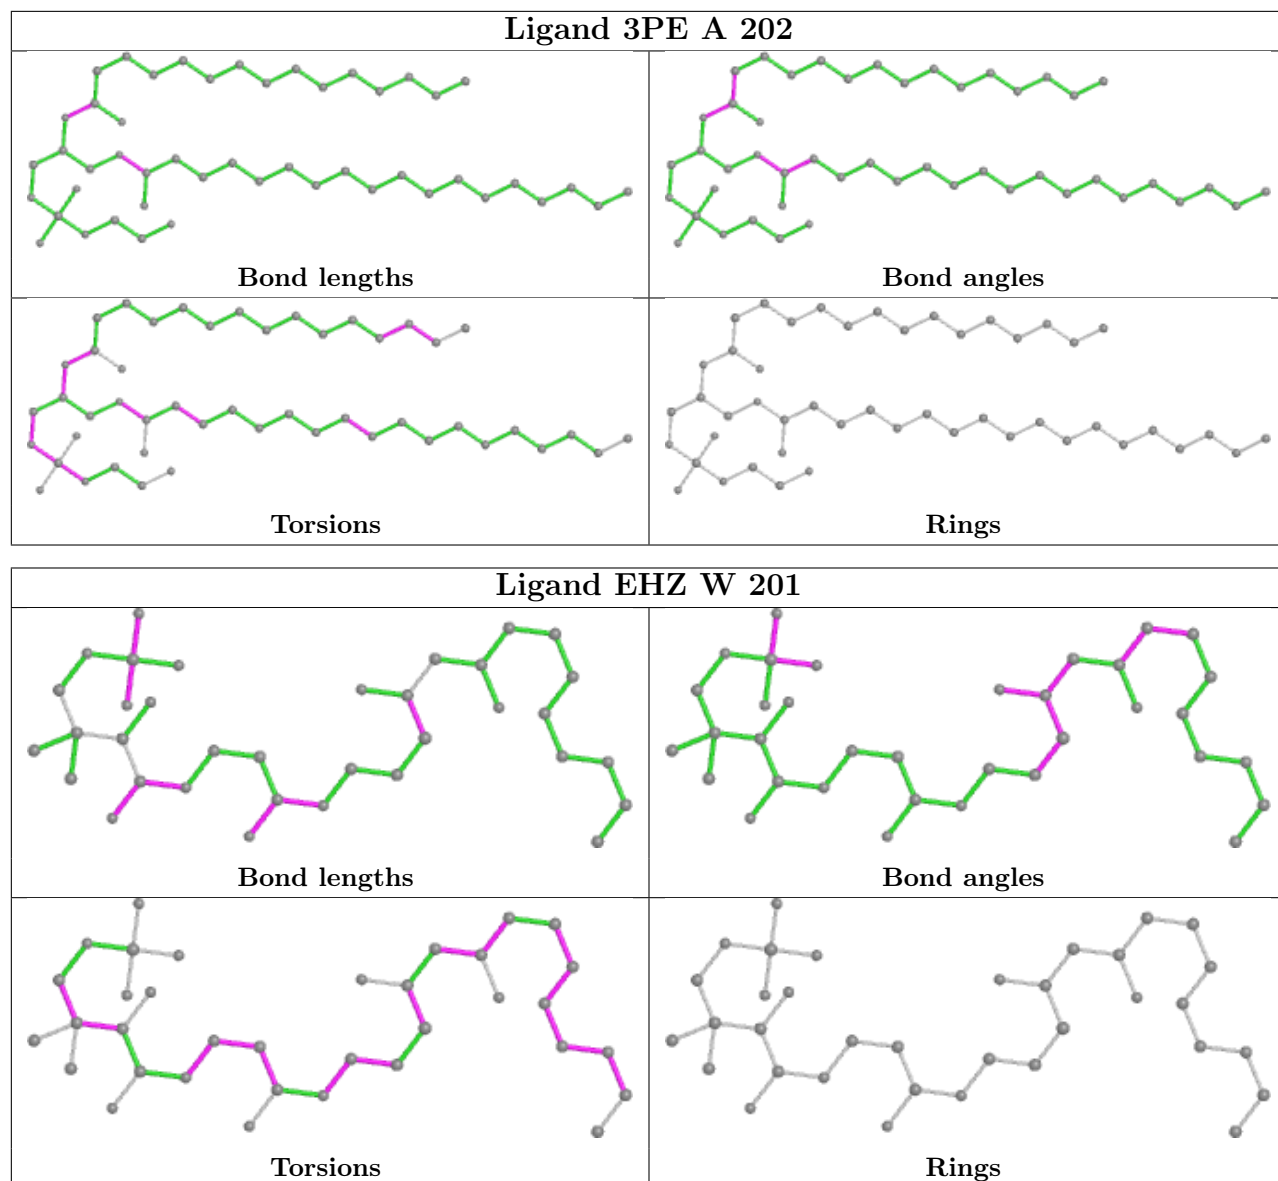 Ligand 3PE A 202
Bond lengths
Bond angles
Torsions
Rings
Ligand EHZ W 201
Bond lengths
Bond angles
Torsions
Rings